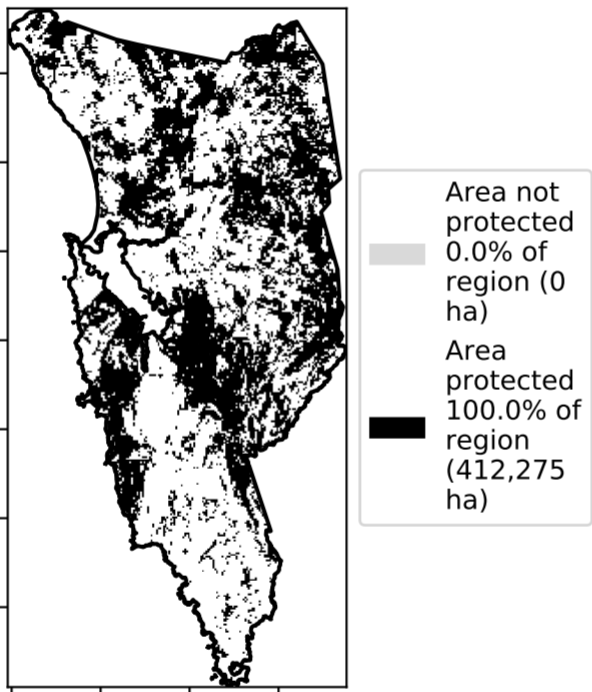 Area not
protected
0.0% of
region (0
ha)
Area
protected
100.0% of
region
(412,275
ha)